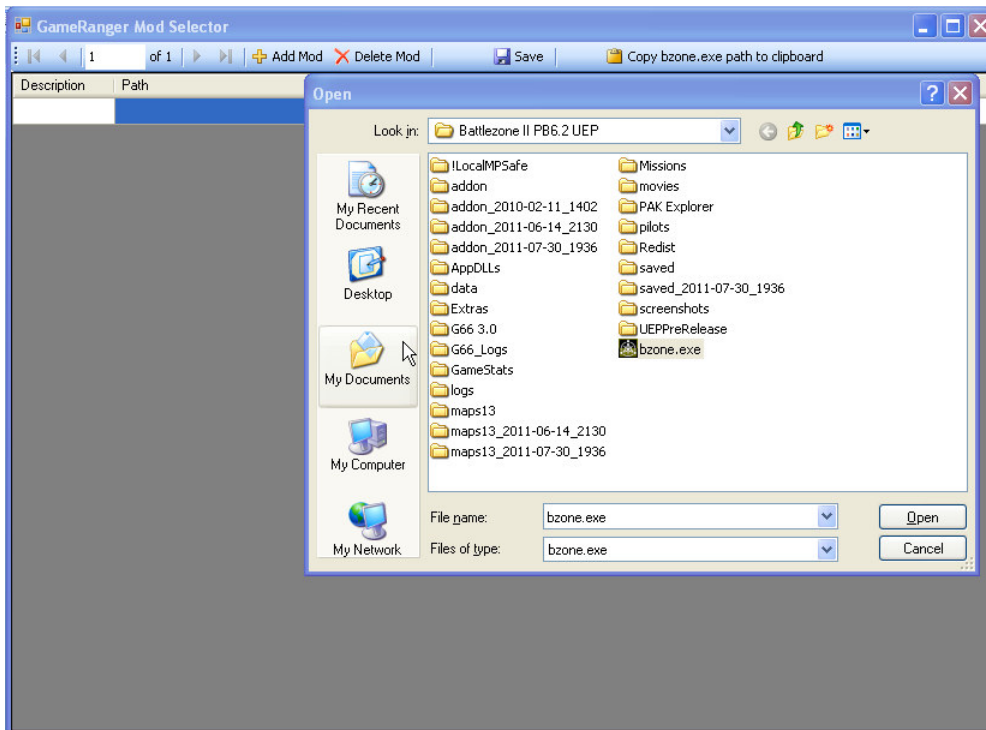 GameRanger Mod Selector
1 of 1 Add Mod Delete Mod Save Copy bzone.exe path to clipboard
Description Path
Open
Look in: Battlezone II PB6.2 UEP
My Recent Documents
Desktop
My Documents
My Computer
My Network
!LocalMPSafe
addon
addon_2010-02-11_1402
addon_2011-06-14_2130
addon_2011-07-30_1936
AppDLLs
data
Extras
G66 3.0
G66_Logs
GameStats
logs
maps13
maps13_2011-06-14_2130
maps13_2011-07-30_1936
Missions
movies
PAK Explorer
pilots
Redist
saved
saved_2011-07-30_1936
screenshots
UEPPreRelease
bzone.exe
File name: bzone.exe Open
Files of type: bzone.exe Cancel